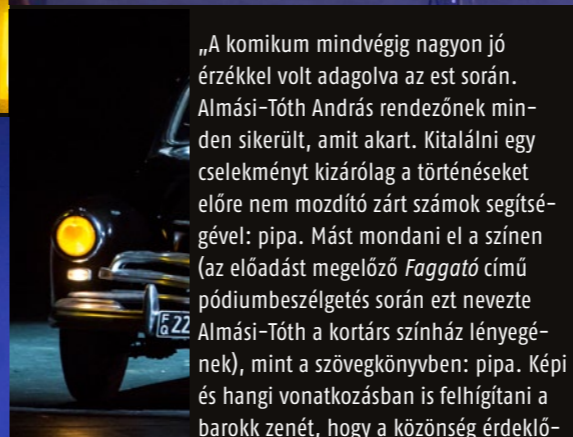 „A komikum mindvégig nagyon jó
érzékkel volt adagolva az est során.
Almási-Tóth András rendezőnek min-
den sikerült, amit akart. Kitalálni egy
cselekményt kizárólag a történéseket
előre nem mozdító zárt számok segítsé-
gével: pipa. Mást mondani el a színen
(az előadást megelőző Faggató című
pódiumbeszélgetés során ezt nevezte
Almási-Tóth a kortárs színház lényegé-
nek), mint a szövegkönyvben: pipa. Képi
és hangi vonatkozásban is felhígítani a
barokk zenét, hogy a közönség érdeklő-
FQ 22